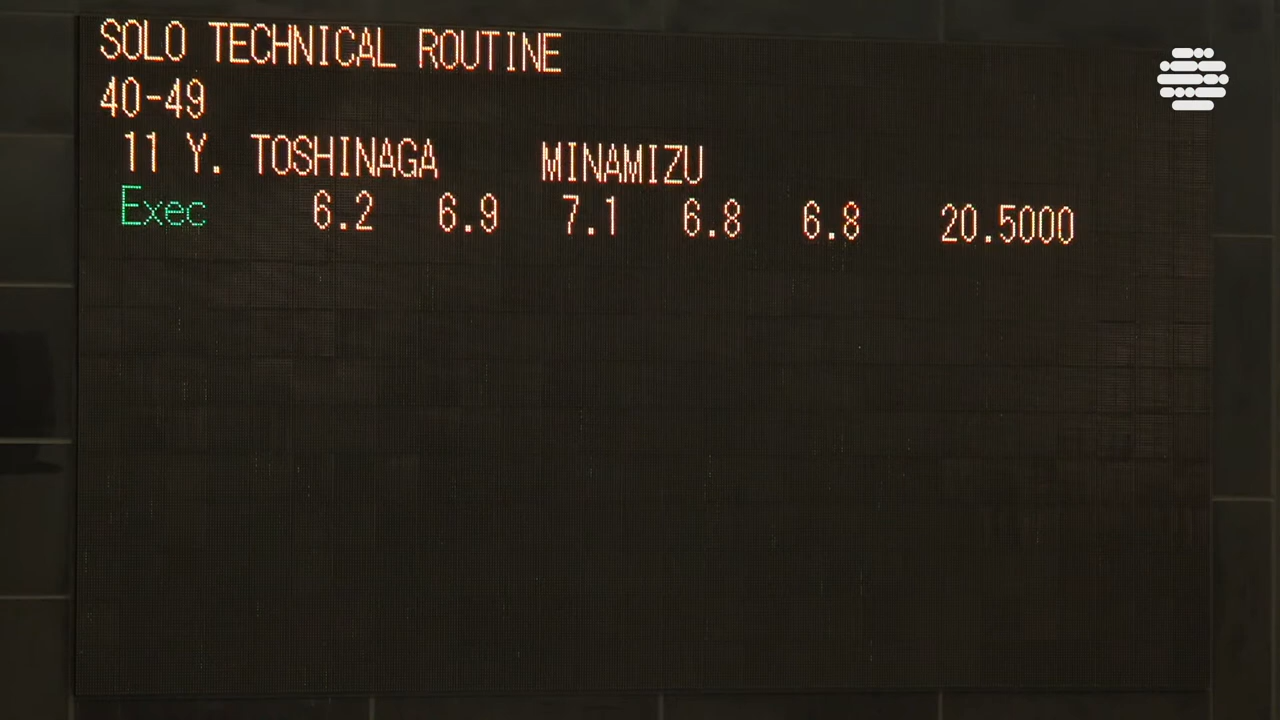 SOLO TECHNICAL ROUTINE
40-49
11 Y. TOSHINAGA MINAMIZU
Exec 6.2 6.9 7.1 6.8 6.8 20.5000